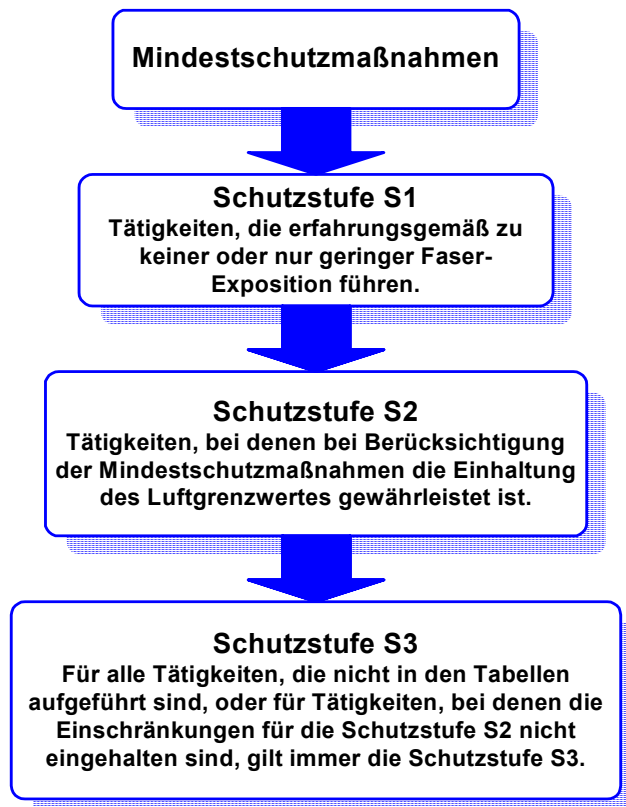 Mindestschutzmaßnahmen
Schutzstufe S1
Tätigkeiten, die erfahrungsgemäß zu
keiner oder nur geringer Faser-
Exposition führen.
Schutzstufe S2
Tätigkeiten, bei denen bei Berücksichtigung
der Mindestschutzmaßnahmen die Einhaltung
des Luftgrenzwertes gewährleistet ist.
Schutzstufe S3
Für alle Tätigkeiten, die nicht in den Tabellen
aufgeführt sind, oder für Tätigkeiten, bei denen die
Einschränkungen für die Schutzstufe S2 nicht
eingehalten sind, gilt immer die Schutzstufe S3.